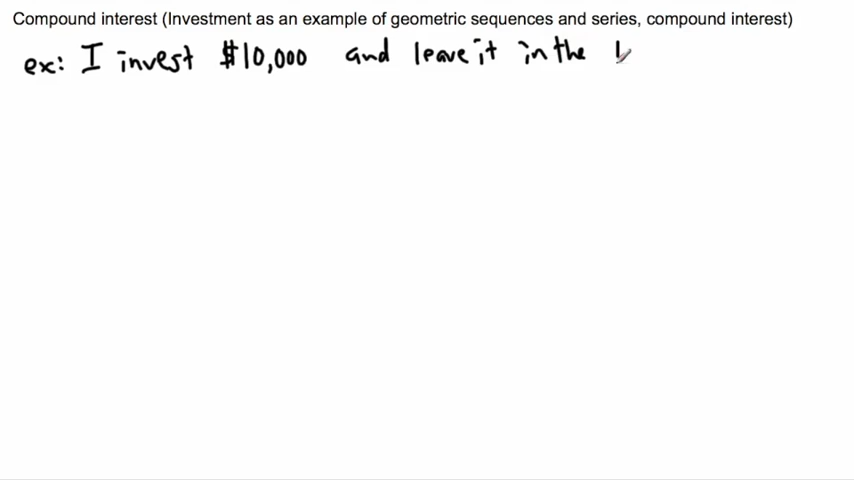 Compound interest (Investment as an example of geometric sequences and series, compound interest)
ex: I invest $10,000 and leave it in the